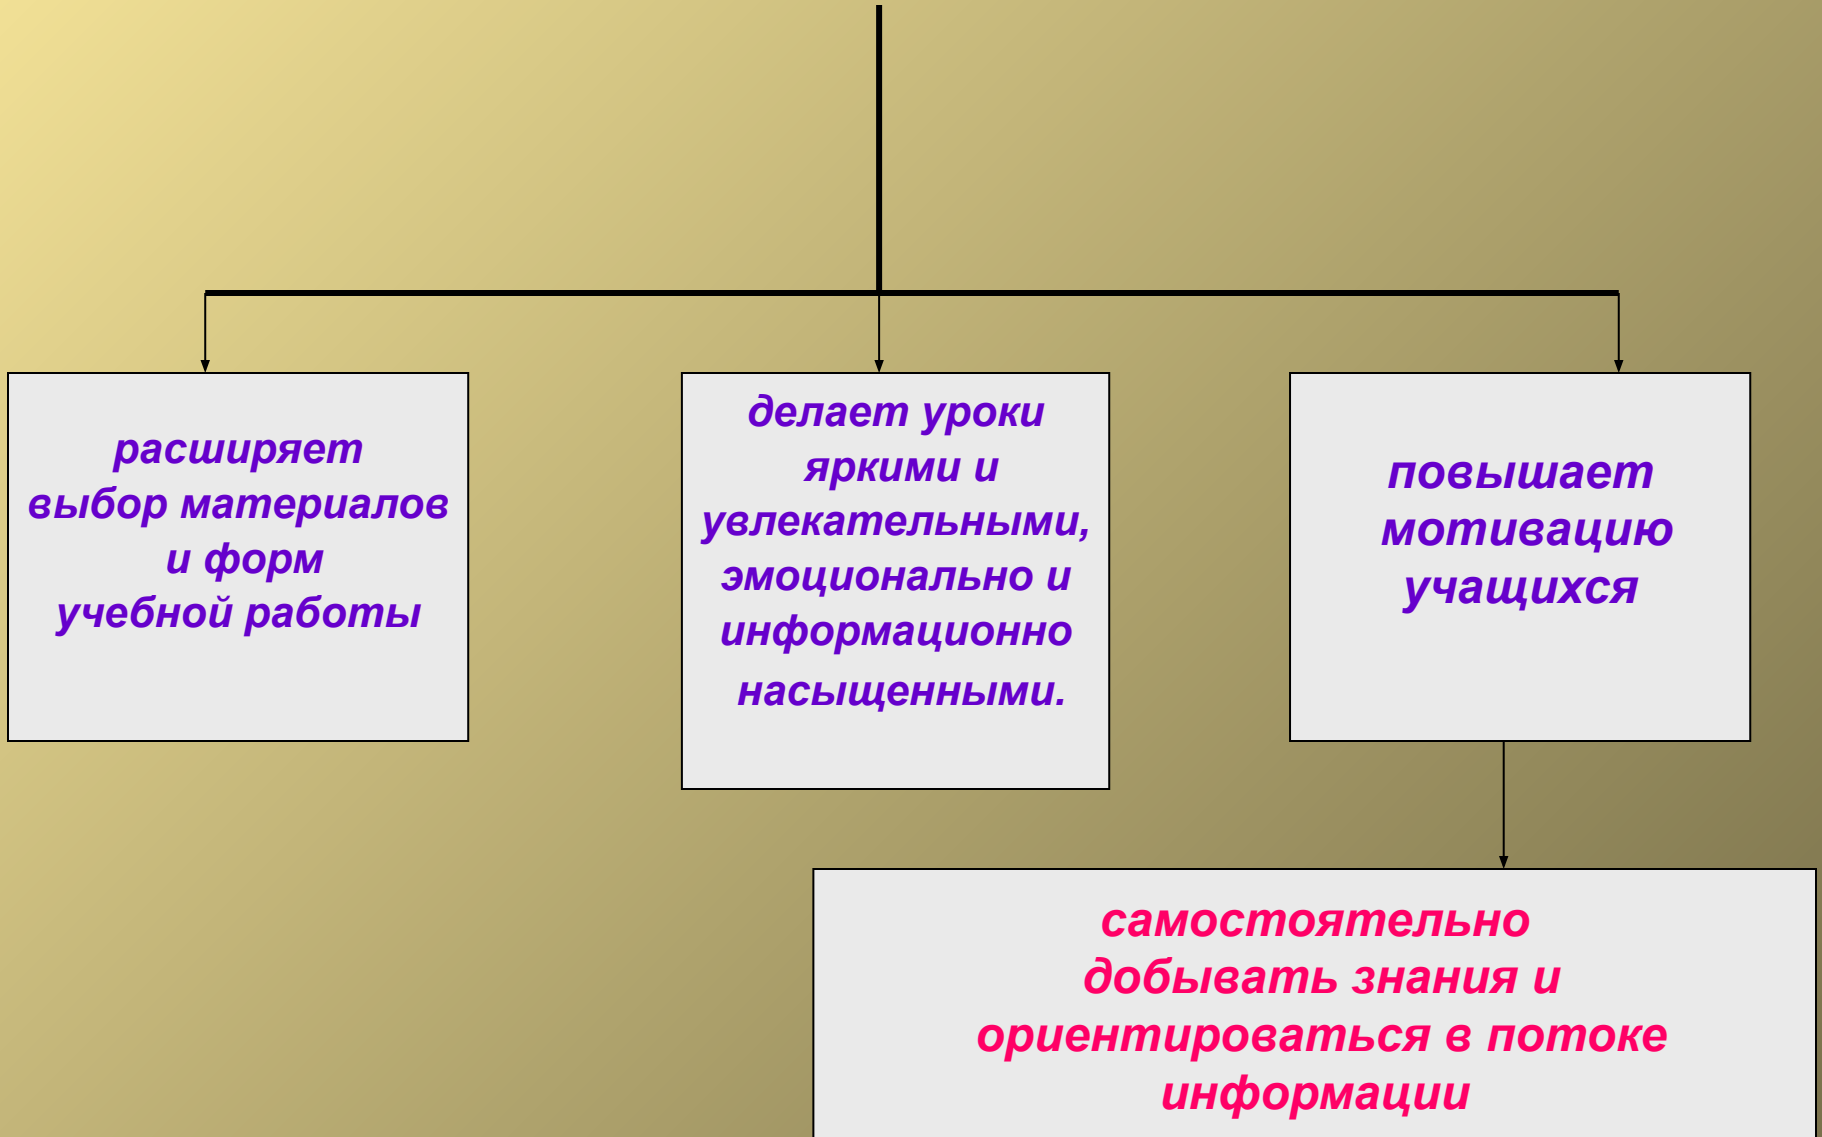 расширяет
выбор материалов
и форм
учебной работы
делает уроки
яркими и
увлекательными,
эмоционально и
информационно
насыщенными.
повышает
мотивацию
учащихся
самостоятельно
добывать знания и
ориентироваться в потоке
информации